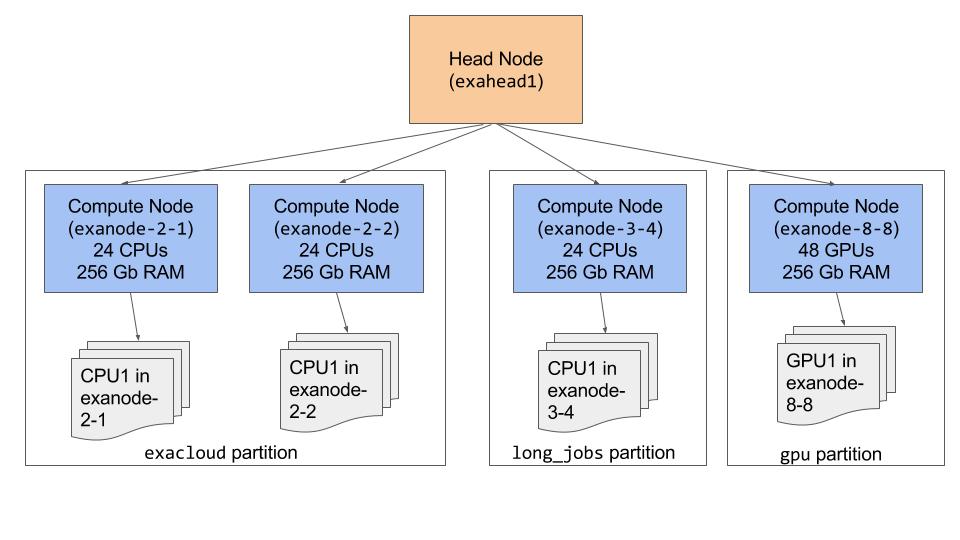 Head Node
(exahead1)
Compute Node
(exanode-2-1)
24 CPUs
256 Gb RAM
Compute Node
(exanode-2-2)
24 CPUs
256 Gb RAM
Compute Node
(exanode-3-4)
24 CPUs
256 Gb RAM
Compute Node
(exanode-8-8)
48 GPUs
256 Gb RAM
CPU1 in
exanode-
2-1
CPU1 in
exanode-
2-2
CPU1 in
exanode-
3-4
GPU1 in
exanode-
8-8
exacloud partition
long_jobs partition
gpu partition